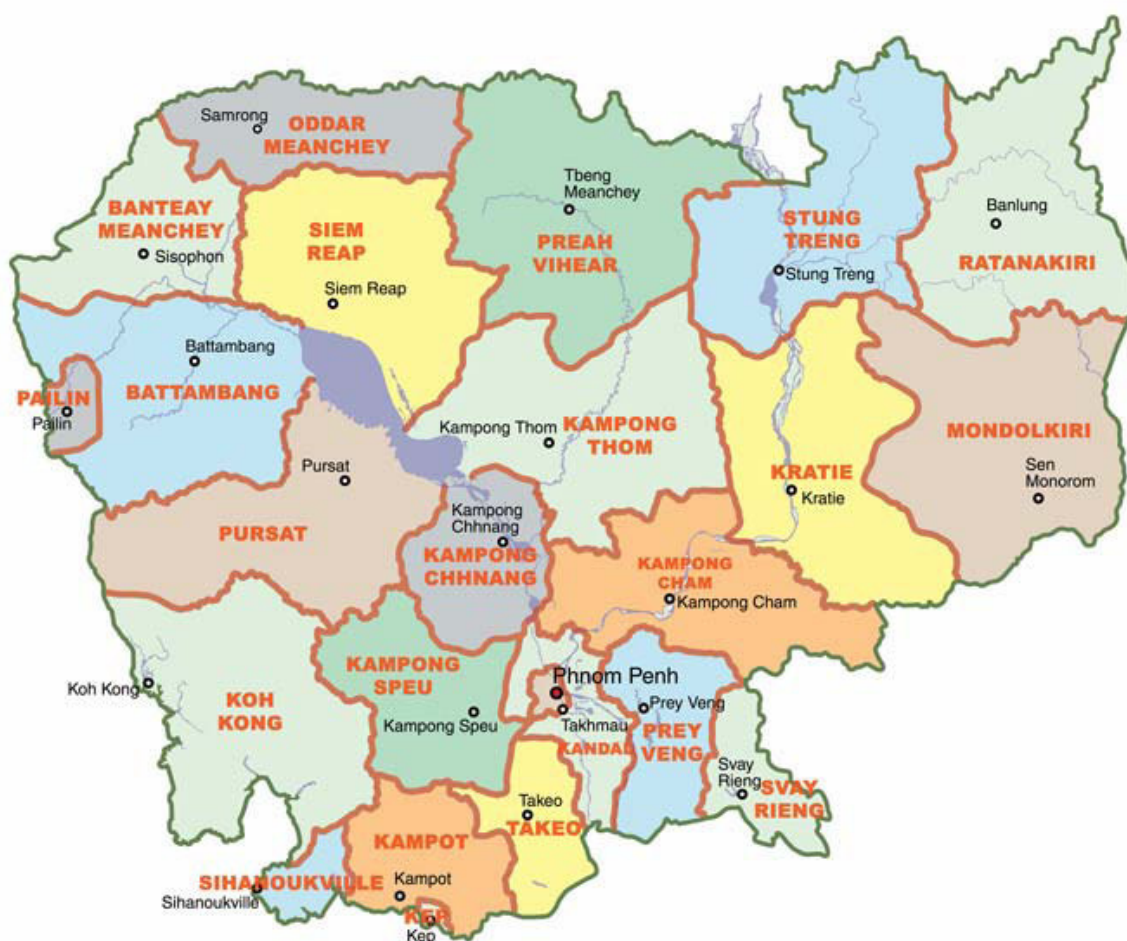 Samrong
ODDAR
MEANCHEY
Tbeng
Meanchey
BANTEAY
MEANCHEY
Sisophon
SIEM
REAP
Siem Reap
PREAH
VIHEAR
STUNG
TRENG
Stung Treng
Banlung
RATANAKIRI
Battambang
BATTAMBANG
PAILIN
Pailin
Kampong Thom
KAMPONG
THOM
KRATIE
Kratie
MONDOLKIRI
Sen
Monorom
Pursat
PURSAT
Kampong
Chhnang
KAMPONG
CHHNANG
KAMPONG
CHAM
Kampong Cham
Koh Kong
KOH
KONG
KAMPONG
SPEU
Kampong Speu
Phnom Penh
Takhmau
KANDAL
Prey Veng
PREY
VENG
Svay
Rieng
SVAY
RIENG
Takeo
TAKEO
KAMPOT
Kampot
SIHANOUKVILLE
Sihanoukville
KEP
Kep